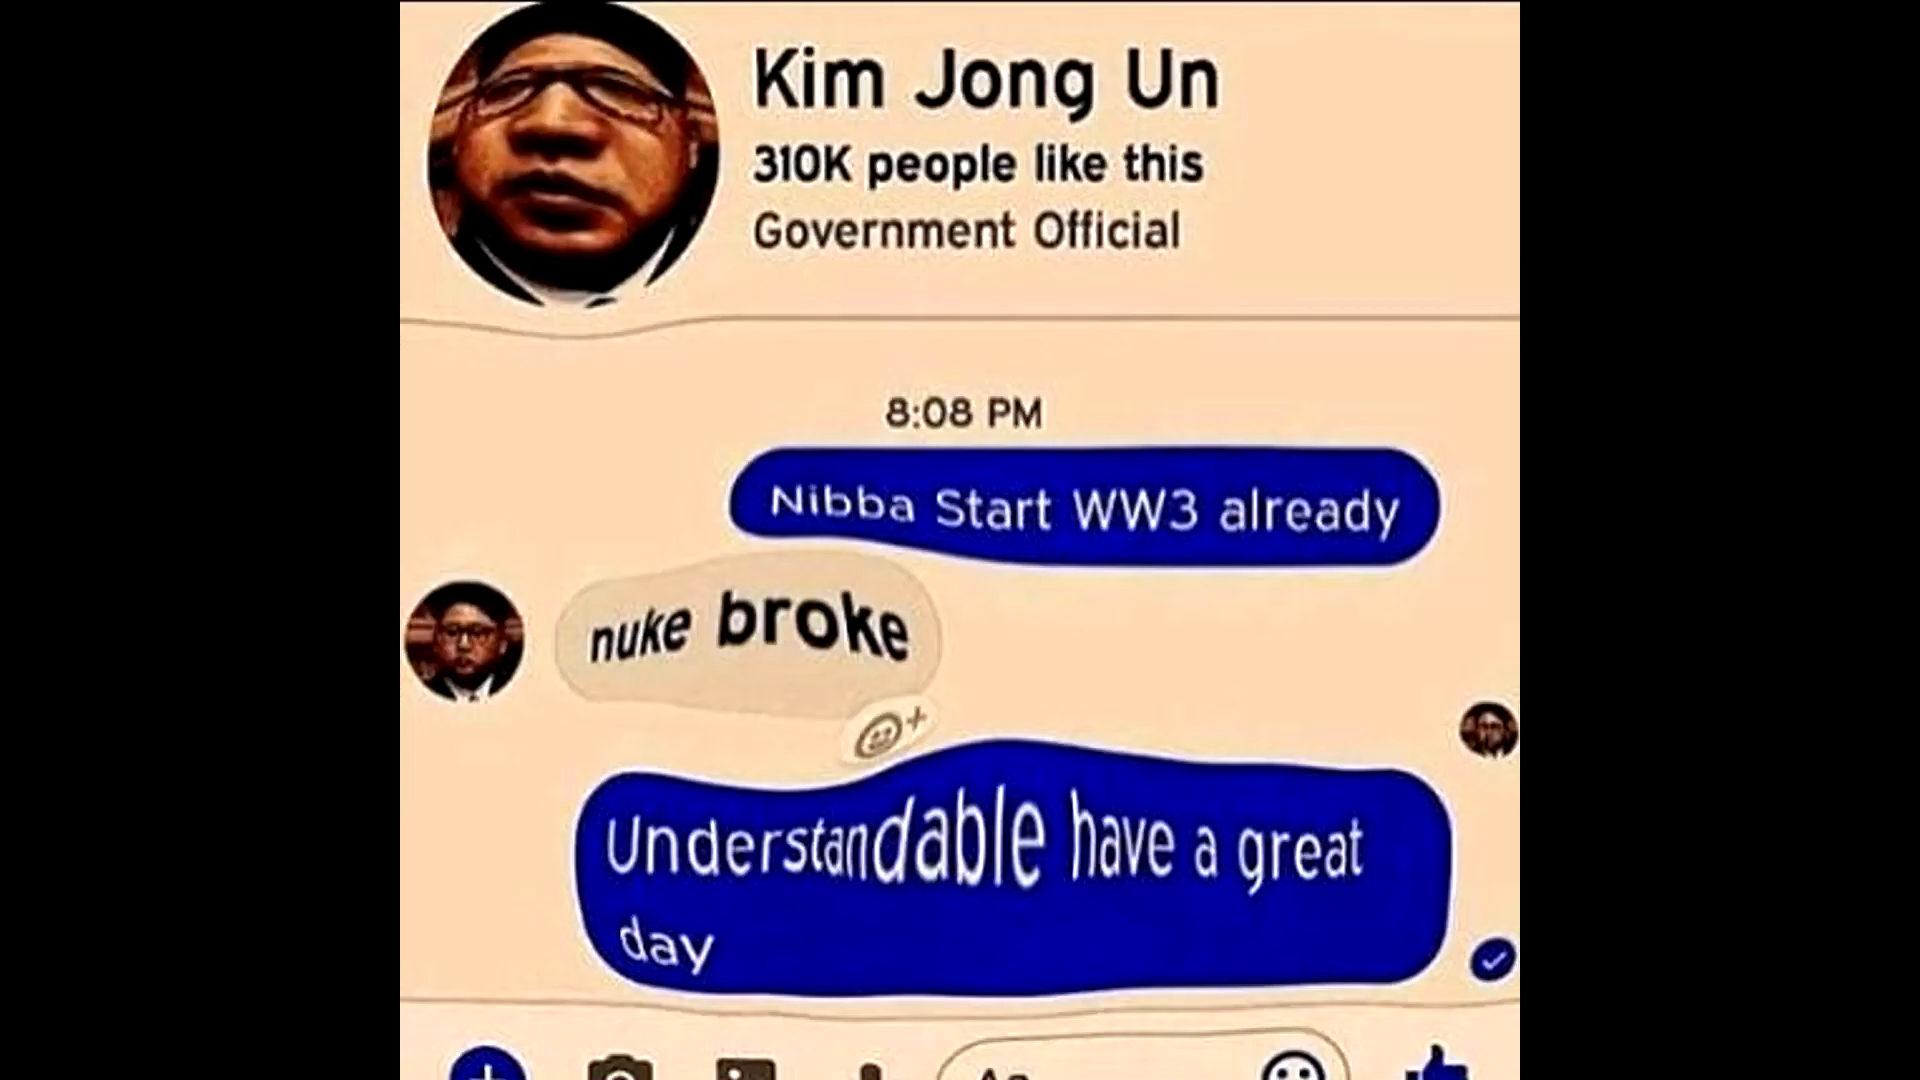 Kim Jong Un
310K people like this
Government Official
8:08 PM
Nibba Start WW3 already
nuke broke
Understandable have a great
day